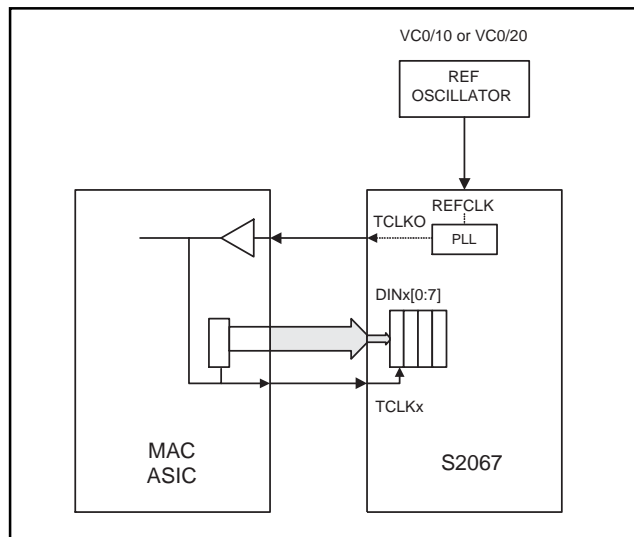 VC0/10 or VC0/20
REF
OSCILLATOR
REFCLK
TCLKO
PLL
DINx[0:7]
TCLKx
MAC
ASIC
S2067